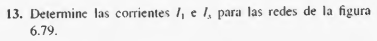 13. Determine las corrientes I₁ e Iₛ para las redes de la figura
6.79.